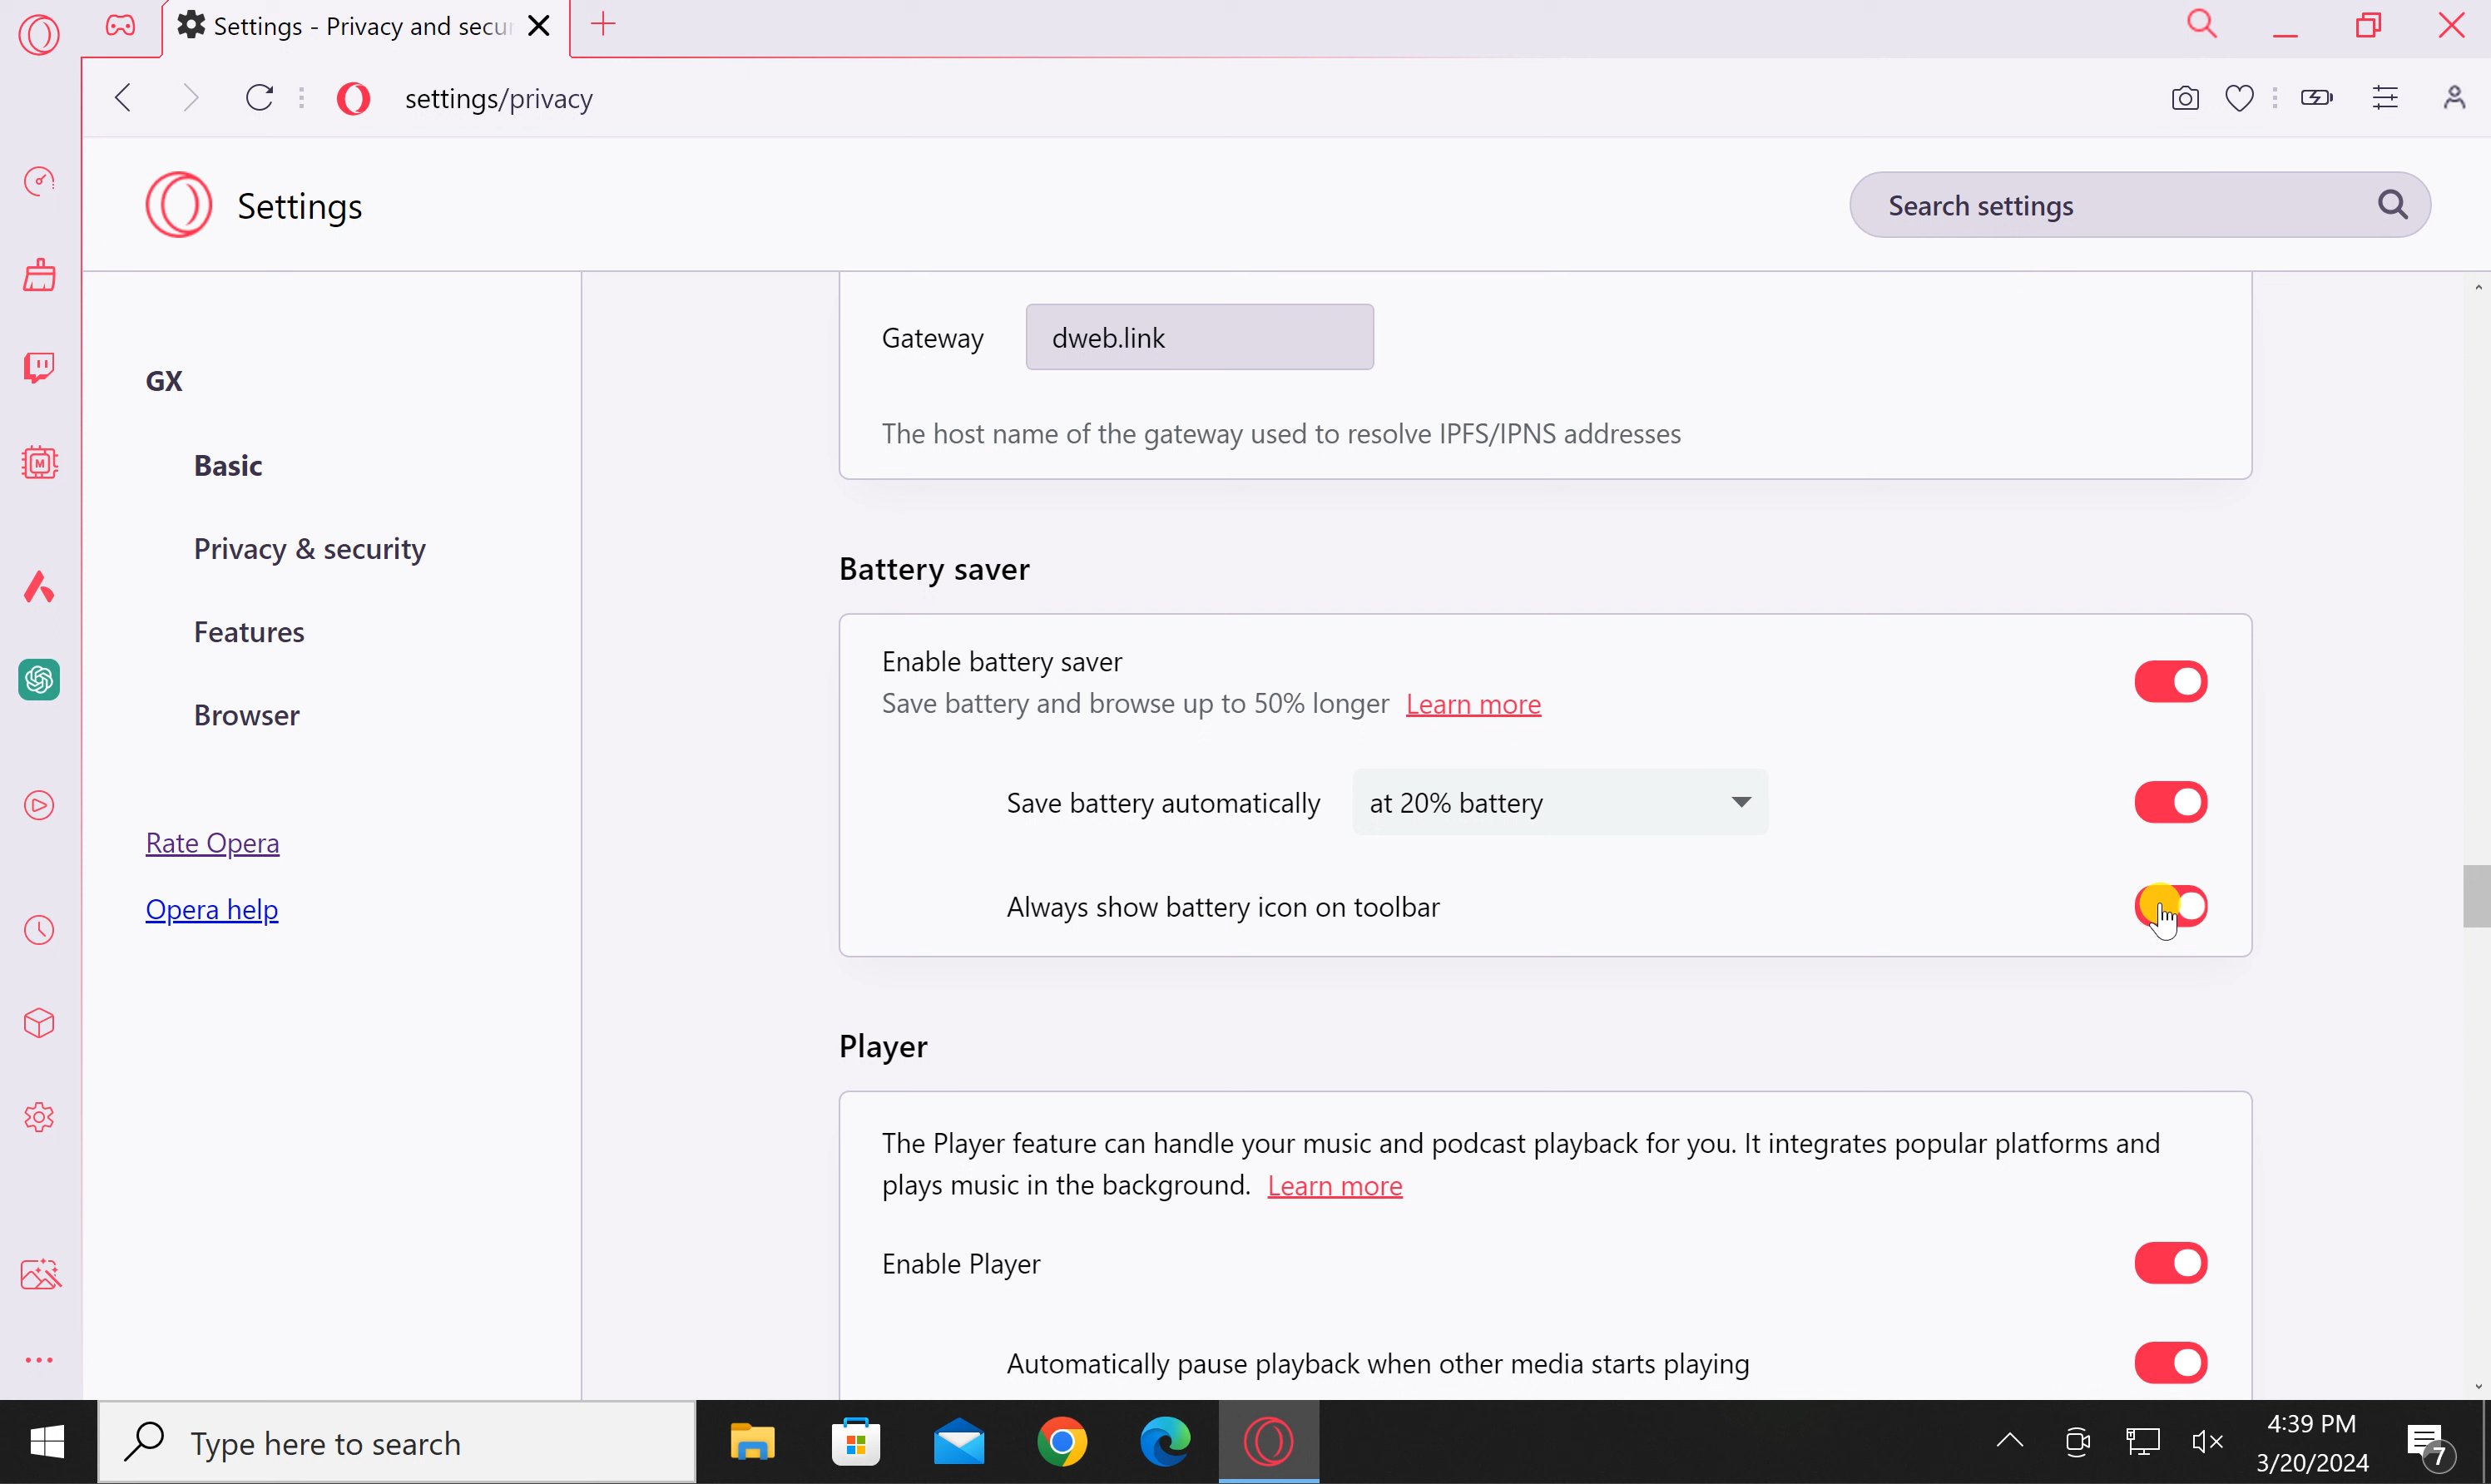 Settings - Privacy and secu
settings/privacy
Settings
Search settings
GX
Basic
Privacy & security
Features
Browser
Rate Opera
Opera help
Gateway
dweb.link
The host name of the gateway used to resolve IPFS/IPNS addresses
Battery saver
Enable battery saver
Save battery and browse up to 50% longer Learn more
Save battery automatically
at 20% battery
Always show battery icon on toolbar
Player
The Player feature can handle your music and podcast playback for you. It integrates popular platforms and
plays music in the background. Learn more
Enable Player
Automatically pause playback when other media starts playing
Type here to search
4:39 PM
3/20/2024
7